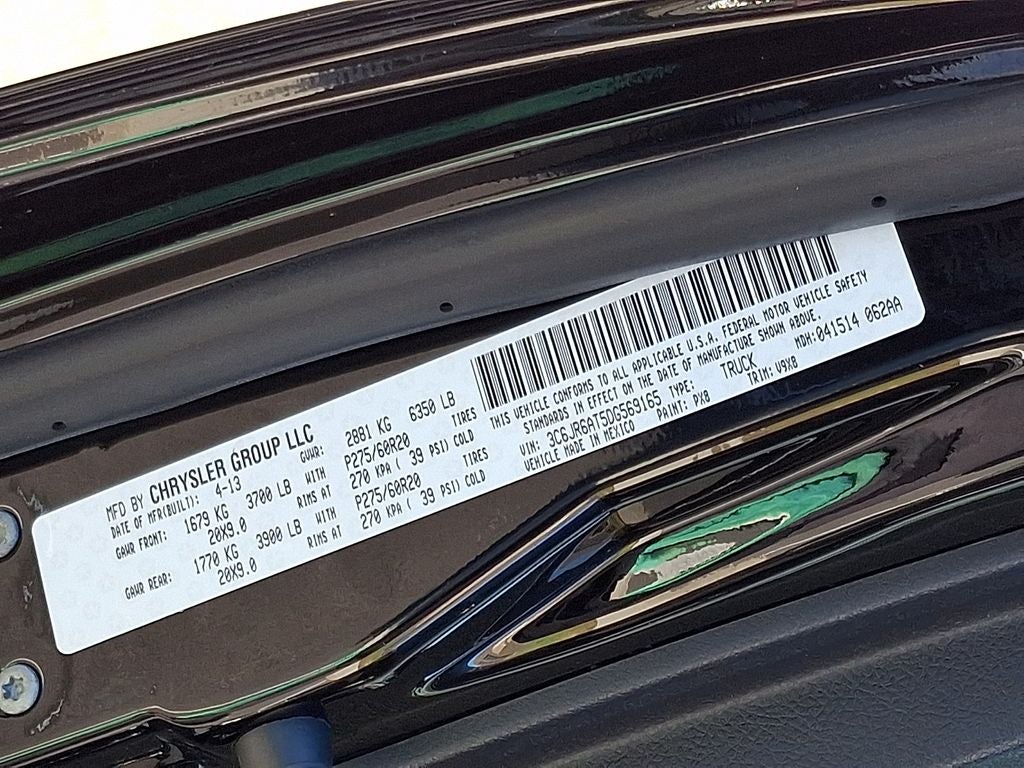 MFD BY CHRYSLER GROUP LLC
DATE OF MFR(BUILT): 4-13 GVWR: 2881 KG 6350 LB
GAWR FRONT: 1679 KG 3700 LB WITH P275/60R20 TIRES
20X9.0 RIMS AT 270 KPA ( 39 PSI) COLD
GAWR REAR: 1770 KG 3900 LB WITH P275/60R20 TIRES
20X9.0 RIMS AT 270 KPA ( 39 PSI) COLD
THIS VEHICLE CONFORMS TO ALL APPLICABLE U.S.A. FEDERAL MOTOR VEHICLE SAFETY
STANDARDS IN EFFECT ON THE DATE OF MANUFACTURE SHOWN ABOVE.
VIN: 3C6JR6AT5DG569165 TYPE: TRUCK MDH: 041514 062AA
VEHICLE MADE IN MEXICO PAINT: PX8 TRIM: V9X8